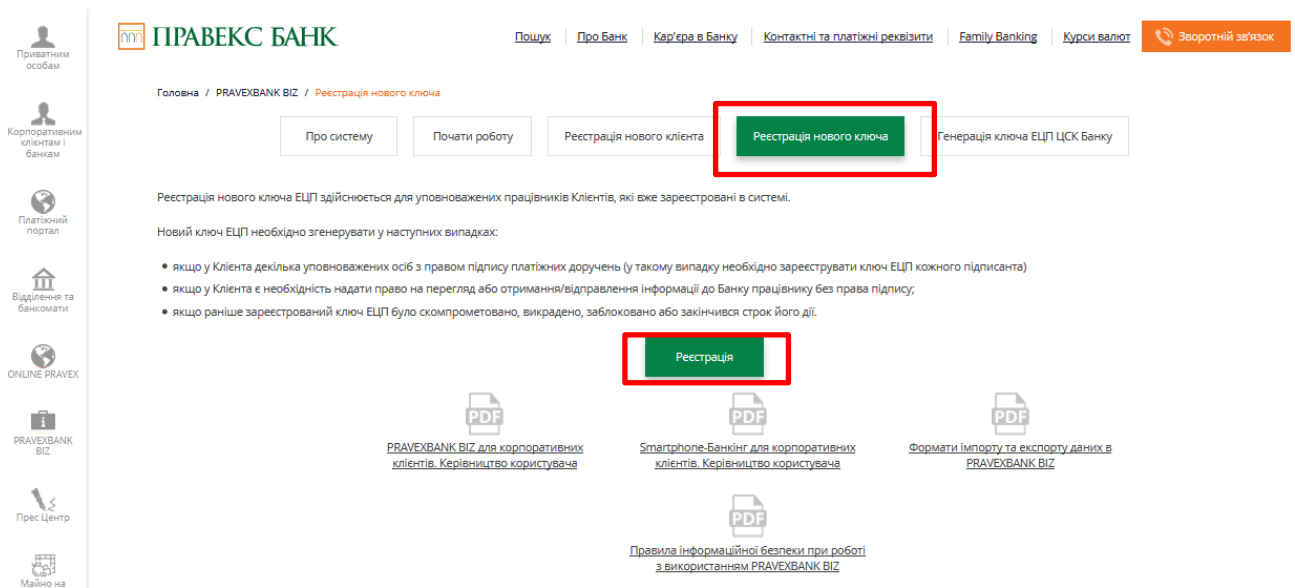 ПРАВЕКС БАНК
Пошук
Про Банк
Кар'єра в Банку
Контактні та платіжні реквізити
Family Banking
Курси валют
Зворотній зв'язок
Приватним
особам
Корпоративним
клієнтам і
банкам
Платіжний
портал
Відділення та
банкомати
ONLINE PRAVEX
PRAVEXBANK
BIZ
Прес Центр
Майно на
Головна / PRAVEXBANK BIZ / Реєстрація нового ключа
Про систему
Почати роботу
Реєстрація нового клієнта
Реєстрація нового ключа
Генерація ключа ЕЦП ЦСК Банку
Реєстрація нового ключа ЕЦП здійснюється для уповноважених працівників Клієнтів, які вже зареєстровані в системі.
Новий ключ ЕЦП необхідно згенерувати у наступних випадках:
● якщо у Клієнта декілька уповноважених осіб з правом підпису платіжних доручень (у такому випадку необхідно зареєструвати ключ ЕЦП кожного підписанта)
● якщо у Клієнта є необхідність надати право на перегляд або отримання/відправлення інформації до Банку працівнику без права підпису;
● якщо раніше зареєстрований ключ ЕЦП було скомпрометовано, викрадено, заблоковано або закінчився строк його дії.
Реєстрація
PDF
PRAVEXBANK BIZ для корпоративних
клієнтів. Керівництво користувача
PDF
Smartphone-Банкінг для корпоративних
клієнтів. Керівництво користувача
PDF
Формати імпорту та експорту даних в
PRAVEXBANK BIZ
PDF
Правила інформаційної безпеки при роботі
з використанням PRAVEXBANK BIZ